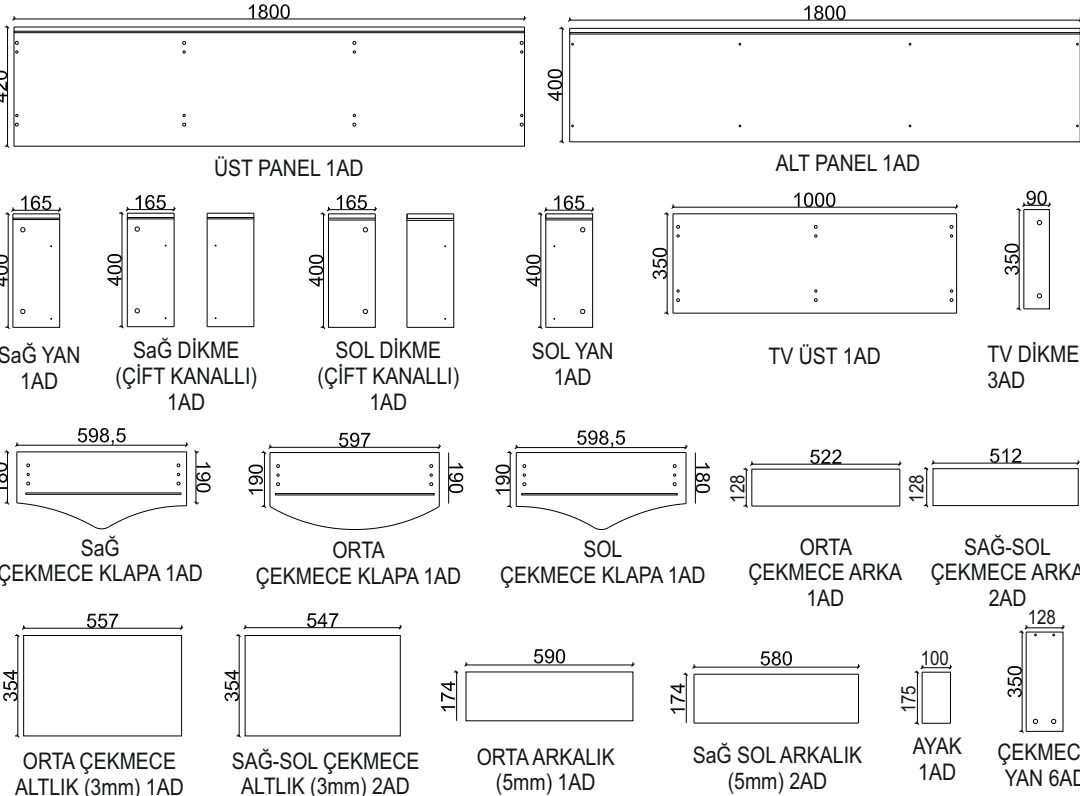 1800
1800
420
400
ÜST PANEL 1AD
ALT PANEL 1AD
165
165
165
165
1000
90
400
400
400
400
350
350
SaĞ YAN
1AD
SaĞ DİKME
(ÇİFT KANALLI)
1AD
SOL DİKME
(ÇİFT KANALLI)
1AD
SOL YAN
1AD
TV ÜST 1AD
TV DİKME
3AD
598,5
597
598,5
522
512
180
190
190
190
190
180
128
128
SaĞ
ÇEKMECE KLAPA 1AD
ORTA
ÇEKMECE KLAPA 1AD
SOL
ÇEKMECE KLAPA 1AD
ORTA
ÇEKMECE ARKA
1AD
SAĞ-SOL
ÇEKMECE ARKA
2AD
557
547
590
580
100
128
354
354
174
174
175
350
ORTA ÇEKMECE
ALTLIK (3mm) 1AD
SAĞ-SOL ÇEKMECE
ALTLIK (3mm) 2AD
ORTA ARKALIK
(5mm) 1AD
SaĞ SOL ARKALIK
(5mm) 2AD
AYAK
1AD
ÇEKMEC
YAN 6AD